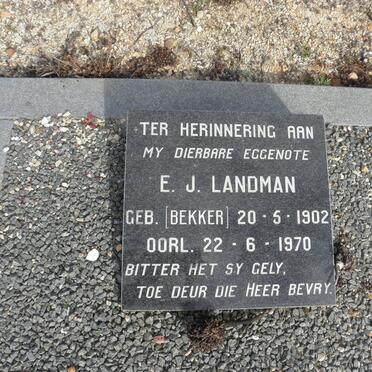 TER HERINNERING AAN
MY DIERBARE EGGENOTE
E. J. LANDMAN
GEB. [BEKKER] 20-5-1902
OORL. 22-6-1970
BITTER HET SY GELY,
TOE DEUR DIE HEER BEVRY.